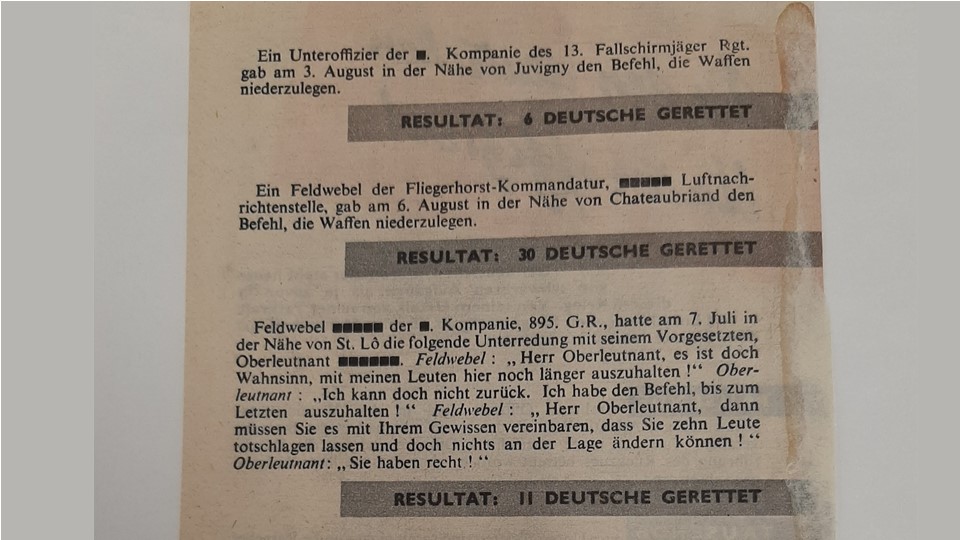 Ein Unteroffizier der ■. Kompanie des 13. Fallschirmjäger Rgt.
gab am 3. August in der Nähe von Juvigny den Befehl, die Waffen
niederzulegen.
RESULTAT: 6 DEUTSCHE GERETTET
Ein Feldwebel der Fliegerhorst-Kommandatur, ■■■■■ Luftnach-
richtenstelle, gab am 6. August in der Nähe von Chateaubriand den
Befehl, die Waffen niederzulegen.
RESULTAT: 30 DEUTSCHE GERETTET
Feldwebel ■■■■■ der ■. Kompanie, 895. G.R., hatte am 7. Juli in
der Nähe von St. Lô die folgende Unterredung mit seinem Vorgesetzten,
Oberleutnant ■■■■■■. Feldwebel : „Herr Oberleutnant, es ist doch
Wahnsinn, mit meinen Leuten hier noch länger auszuhalten !“ Ober-
leutnant : „Ich kann doch nicht zurück. Ich habe den Befehl, bis zum
Letzten auszuhalten ! “ Feldwebel : „ Herr Oberleutnant, dann
müssen Sie es mit Ihrem Gewissen vereinbaren, dass Sie zehn Leute
totschlagen lassen und doch nichts an der Lage ändern können ! “
Oberleutnant: „ Sie haben recht ! “
RESULTAT: 11 DEUTSCHE GERETTET